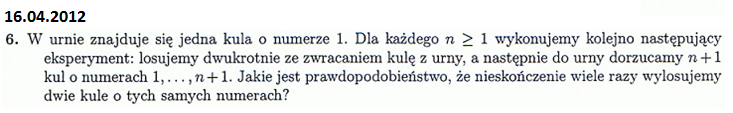 16.04.2012
6. W urnie znajduje się jedna kula o numerze 1. Dla każdego n ≥ 1 wykonujemy kolejno następujący
eksperyment: losujemy dwukrotnie ze zwracaniem kulę z urny, a następnie do urny dorzucamy n+1
kul o numerach 1,...,n+1. Jakie jest prawdopodobieństwo, że nieskończenie wiele razy wylosujemy
dwie kule o tych samych numerach?